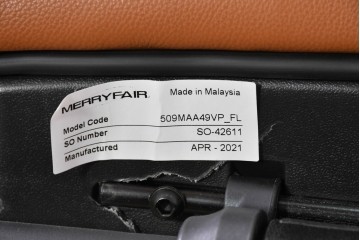 MERRYFAIR. Made in Malaysia
Model Code 509MAA49VP_FL
SO Number SO-42611
Manufactured APR - 2021